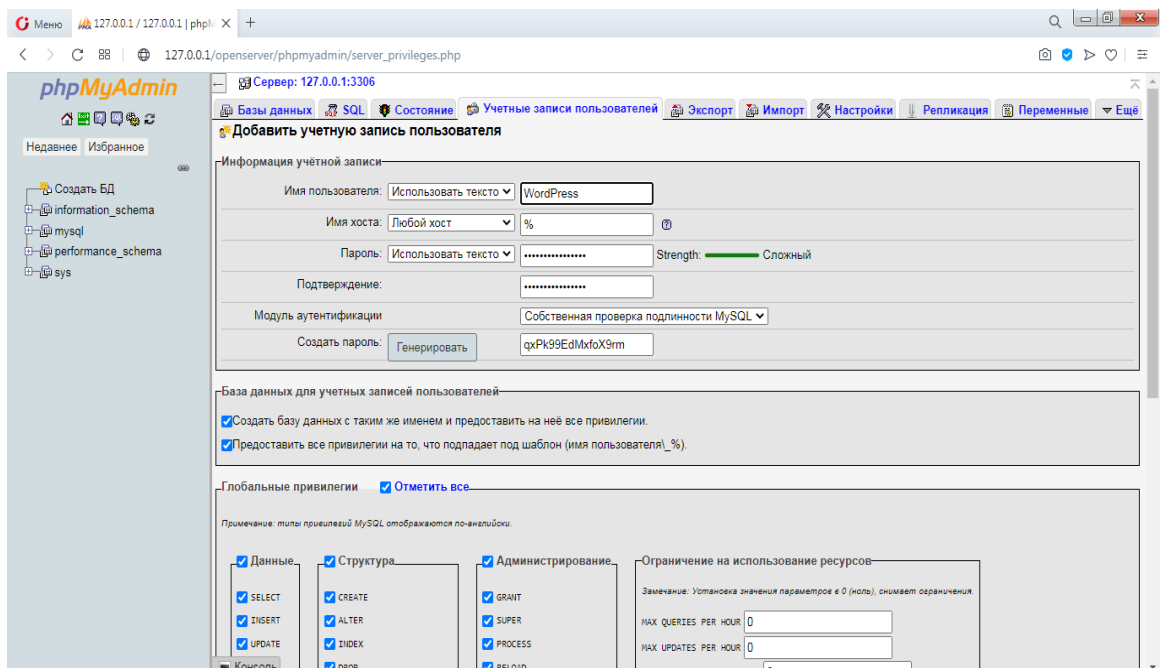 Меню 127.0.0.1 / 127.0.0.1 | phpM
127.0.0.1/openserver/phpmyadmin/server_privileges.php
phpMyAdmin
Недавнее Избранное
Создать БД
information_schema
mysql
performance_schema
sys
Сервер: 127.0.0.1:3306
Базы данных SQL Состояние Учетные записи пользователей Экспорт Импорт Настройки Репликация Переменные Ещё
Добавить учетную запись пользователя
Информация учётной записи
Имя пользователя: Использовать тексто WordPress
Имя хоста: Любой хост %
Пароль: Использовать тексто •••••••••••••••• Strength: Сложный
Подтверждение: ••••••••••••••••
Модуль аутентификации Собственная проверка подлинности MySQL
Создать пароль: Генерировать qxPk99EdMxfoX9rm
База данных для учетных записей пользователей
Создать базу данных с таким же именем и предоставить на неё все привилегии.
Предоставить все привилегии на то, что подпадает под шаблон (имя пользователя\_%).
Глобальные привилегии Отметить все
Примечание: типы привилегий MySQL отображаются по-английски.
Данные Структура Администрирование Ограничение на использование ресурсов
Замечание: Установка значения параметров в 0 (ноль), снимает ограничения.
SELECT CREATE GRANT
INSERT ALTER SUPER MAX QUERIES PER HOUR 0
UPDATE INDEX PROCESS MAX UPDATES PER HOUR 0
Консоль DROP RELOAD